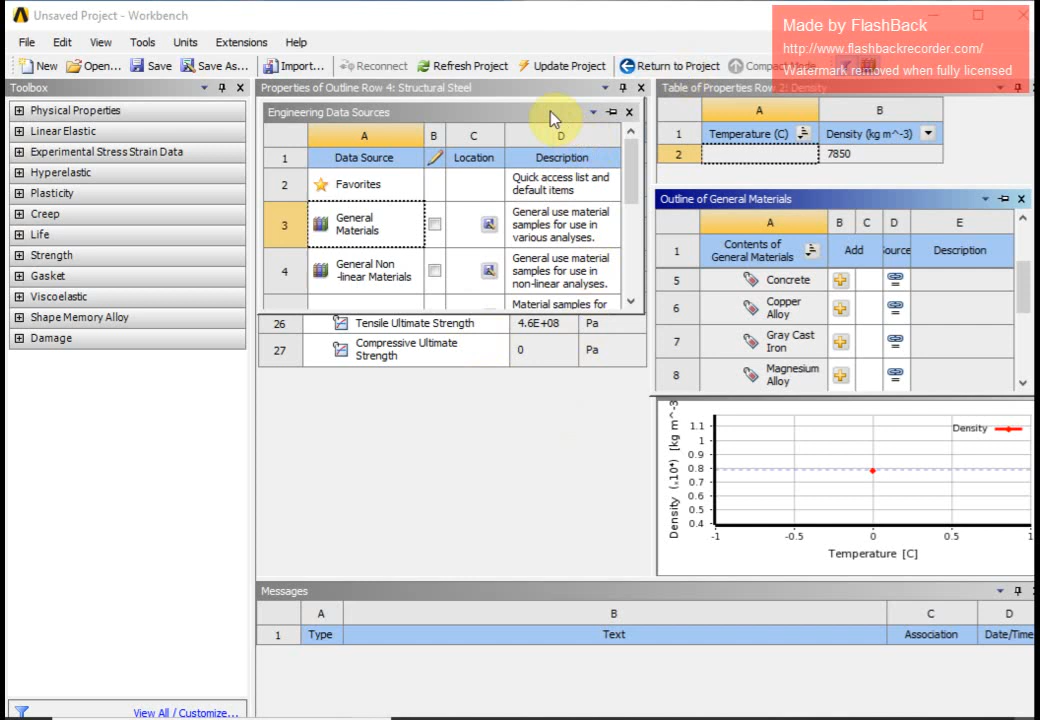 Unsaved Project - Workbench
Made by FlashBack
http://www.flashbackrecorder.com/
Watermark removed when fully licensed
File Edit View Tools Units Extensions Help
New Open... Save Save As... Import... Reconnect Refresh Project Update Project Return to Project Compact Mode
Toolbox
Physical Properties
Linear Elastic
Experimental Stress Strain Data
Hyperelastic
Plasticity
Creep
Life
Strength
Gasket
Viscoelastic
Shape Memory Alloy
Damage
View All / Customize...
Properties of Outline Row 4: Structural Steel
Engineering Data Sources
A B C D
1 Data Source Location Description
2 Favorites Quick access list and
default items
3 General
Materials General use material
samples for use in
various analyses.
4 General Non
-linear Materials General use material
samples for use in
non-linear analyses.
Material samples for
26 Tensile Ultimate Strength 4.6E+08 Pa
27 Compressive Ultimate
Strength 0 Pa
Table of Properties Row 2: Density
A B
1 Temperature (C) Density (kg m^-3)
2 7850
Outline of General Materials
A B C D E
1 Contents of
General Materials Add Source Description
5 Concrete
6 Copper
Alloy
7 Gray Cast
Iron
8 Magnesium
Alloy
Density
1.1
1
0.9
0.8
0.7
0.6
0.5
0.4
-1 -0.5 0 0.5 1
Temperature [C]
Messages
A B C D
1 Type Text Association Date/Time